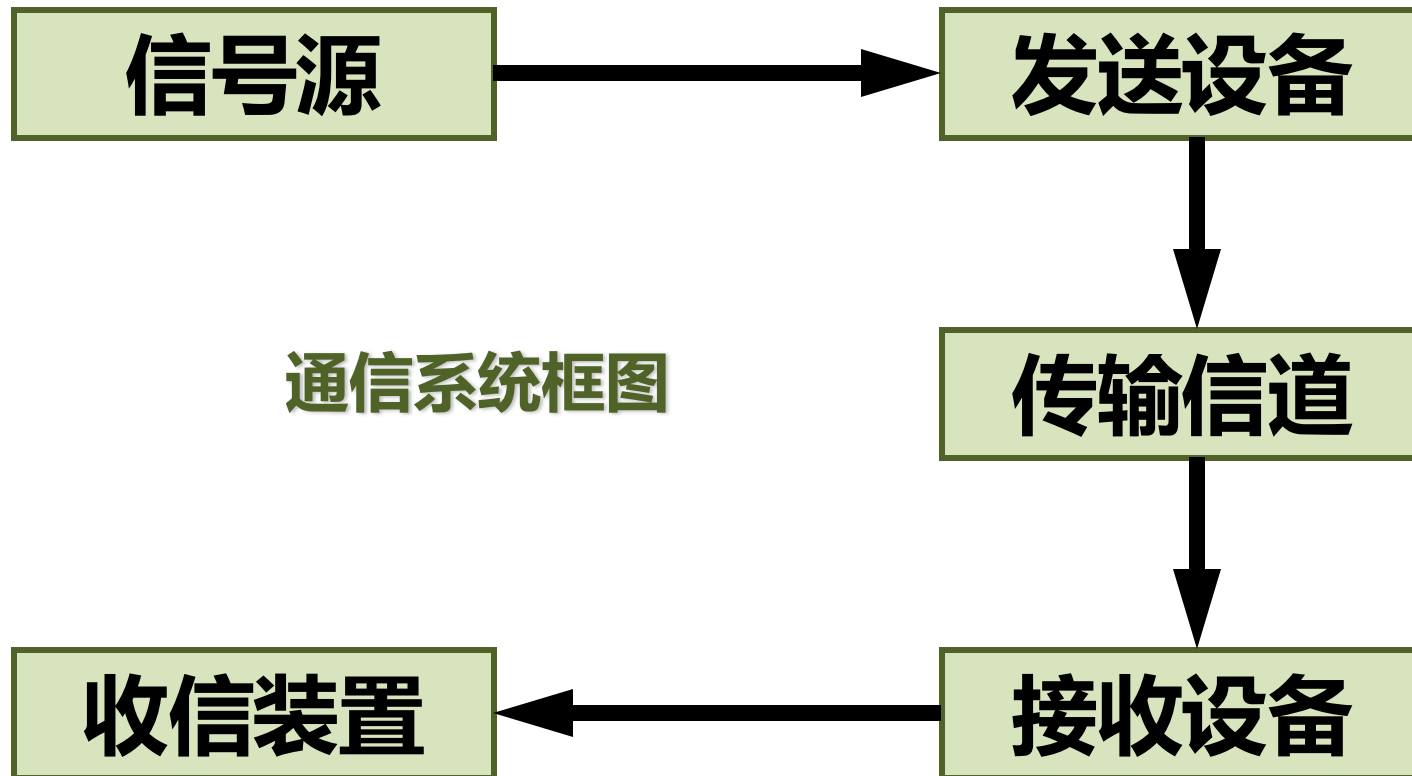 信号源
发送设备
通信系统框图
传输信道
收信装置
接收设备